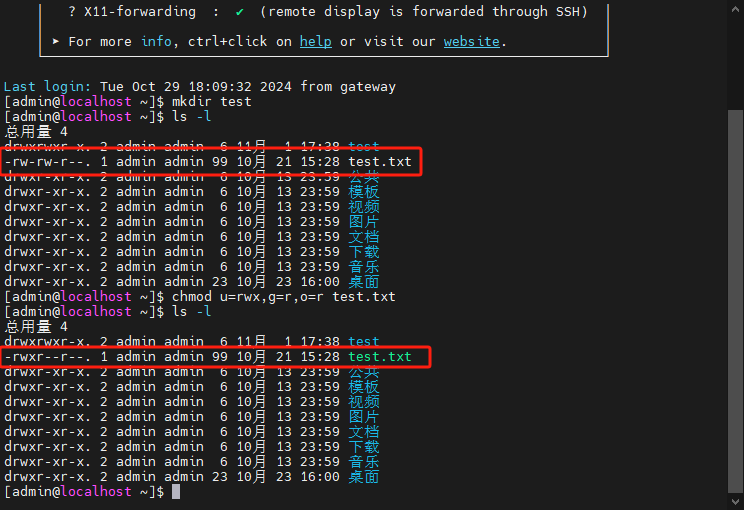 ? X11-forwarding  :  ✔  (remote display is forwarded through SSH)
➤ For more info, ctrl+click on help or visit our website.
Last login: Tue Oct 29 18:09:32 2024 from gateway
[admin@localhost ~]$ mkdir test
[admin@localhost ~]$ ls -l
总用量 4
drwxrwxr-x. 2 admin admin  6 11月  1 17:38 test
-rw-rw-r--. 1 admin admin 99 10月 21 15:28 test.txt
drwxr-xr-x. 2 admin admin  6 10月 13 23:59 公共
drwxr-xr-x. 2 admin admin  6 10月 13 23:59 模板
drwxr-xr-x. 2 admin admin  6 10月 13 23:59 视频
drwxr-xr-x. 2 admin admin  6 10月 13 23:59 图片
drwxr-xr-x. 2 admin admin  6 10月 13 23:59 文档
drwxr-xr-x. 2 admin admin  6 10月 13 23:59 下载
drwxr-xr-x. 2 admin admin  6 10月 13 23:59 音乐
drwxr-xr-x. 2 admin admin 23 10月 23 16:00 桌面
[admin@localhost ~]$ chmod u=rwx,g=r,o=r test.txt
[admin@localhost ~]$ ls -l
总用量 4
drwxrwxr-x. 2 admin admin  6 11月  1 17:38 test
-rwxr--r--. 1 admin admin 99 10月 21 15:28 test.txt
drwxr-xr-x. 2 admin admin  6 10月 13 23:59 公共
drwxr-xr-x. 2 admin admin  6 10月 13 23:59 模板
drwxr-xr-x. 2 admin admin  6 10月 13 23:59 视频
drwxr-xr-x. 2 admin admin  6 10月 13 23:59 图片
drwxr-xr-x. 2 admin admin  6 10月 13 23:59 文档
drwxr-xr-x. 2 admin admin  6 10月 13 23:59 下载
drwxr-xr-x. 2 admin admin  6 10月 13 23:59 音乐
drwxr-xr-x. 2 admin admin 23 10月 23 16:00 桌面
[admin@localhost ~]$